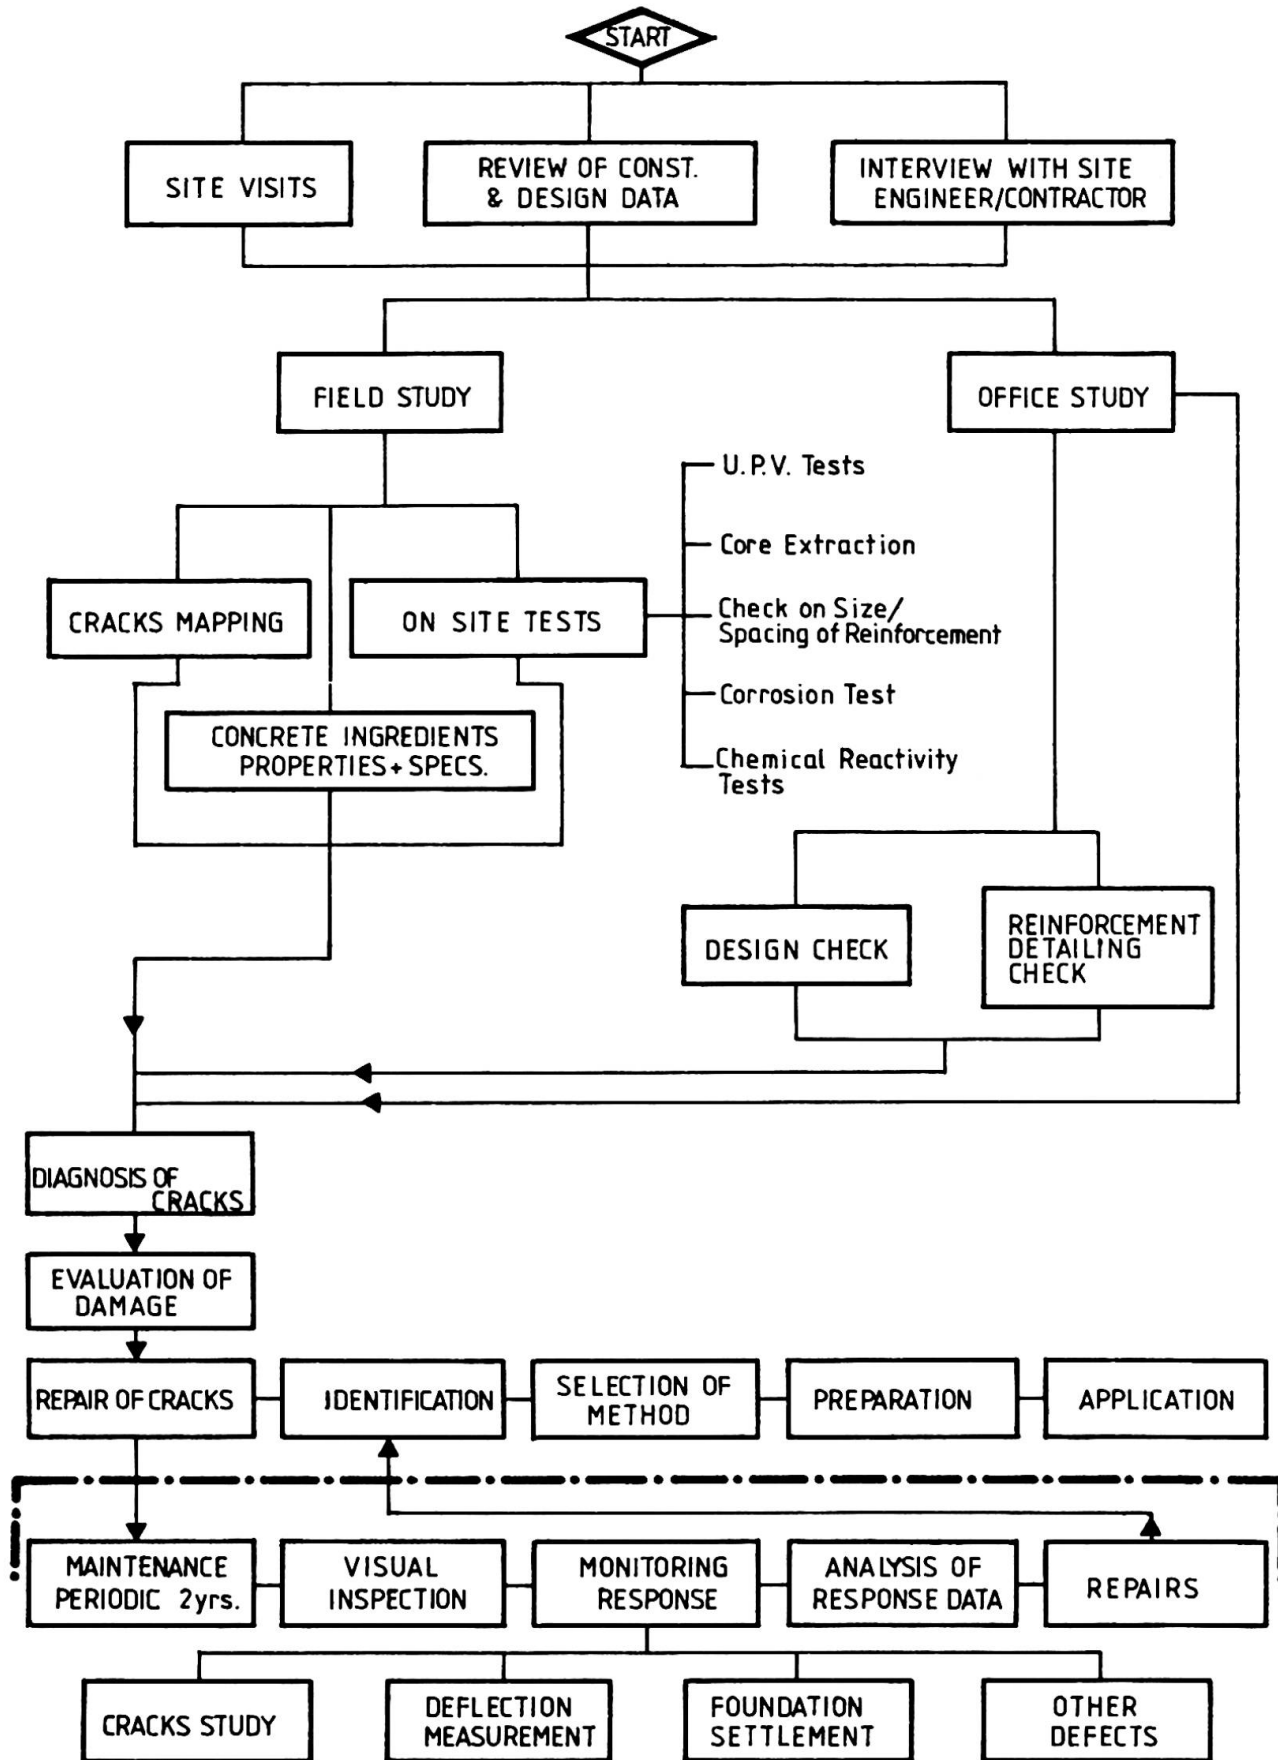 START
SITE VISITS
REVIEW OF CONST.
& DESIGN DATA
INTERVIEW WITH SITE
ENGINEER/CONTRACTOR
FIELD STUDY
OFFICE STUDY
U.P.V. Tests
Core Extraction
Check on Size/
Spacing of Reinforcement
Corrosion Test
Chemical Reactivity
Tests
CRACKS MAPPING
ON SITE TESTS
CONCRETE INGREDIENTS
PROPERTIES + SPECS.
DESIGN CHECK
REINFORCEMENT
DETAILING
CHECK
DIAGNOSIS OF
CRACKS
EVALUATION OF
DAMAGE
REPAIR OF CRACKS
IDENTIFICATION
SELECTION OF
METHOD
PREPARATION
APPLICATION
MAINTENANCE
PERIODIC 2yrs.
VISUAL
INSPECTION
MONITORING
RESPONSE
ANALYSIS OF
RESPONSE DATA
REPAIRS
CRACKS STUDY
DEFLECTION
MEASUREMENT
FOUNDATION
SETTLEMENT
OTHER
DEFECTS